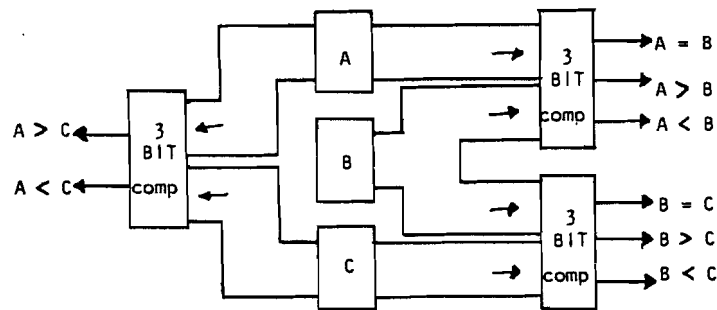 A
3
BIT
comp
A = B
A > B
A < B
3
BIT
comp
A > C
A < C
B
3
BIT
comp
B = C
B > C
B < C
C